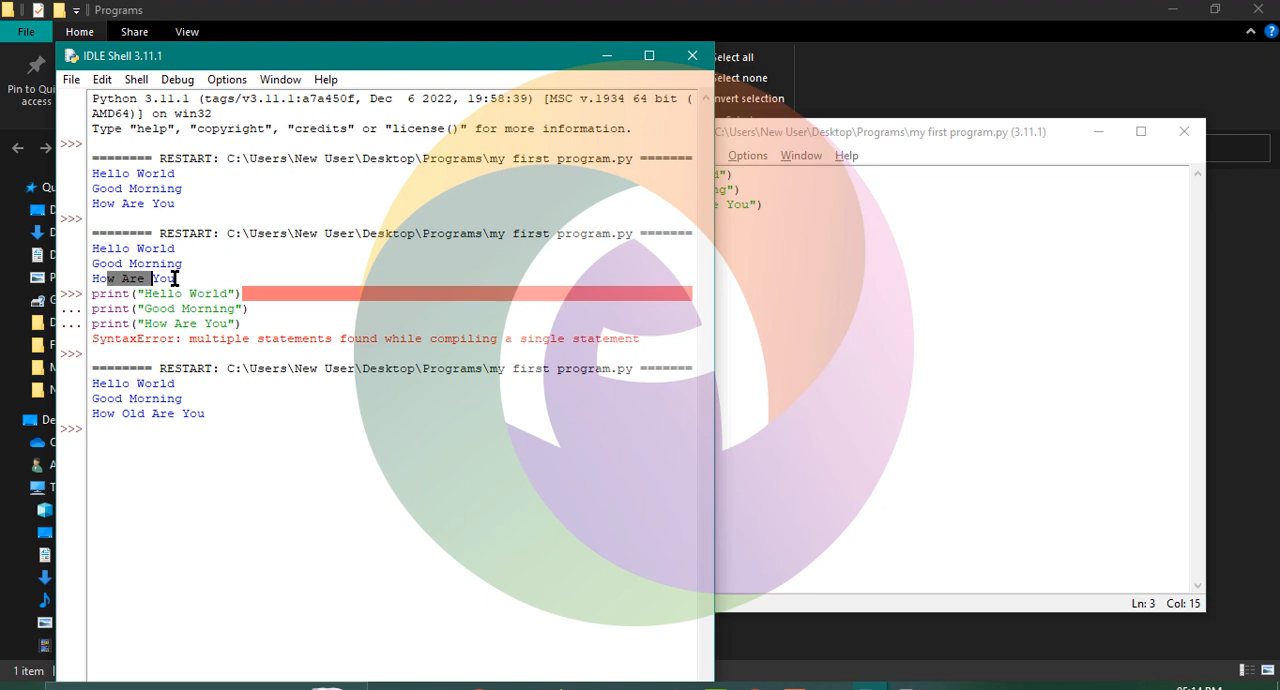 Programs
File
Home
Share
View
Pin to Qui
access
Select all
Select none
nvert selection
IDLE Shell 3.11.1
File Edit Shell Debug Options Window Help
Python 3.11.1 (tags/v3.11.1:a7a450f, Dec  6 2022, 19:58:39) [MSC v.1934 64 bit (
AMD64)] on win32
Type "help", "copyright", "credits" or "license()" for more information.
>>>
======== RESTART: C:\Users\New User\Desktop\Programs\my first program.py =======
Hello World
Good Morning
How Are You
>>>
======== RESTART: C:\Users\New User\Desktop\Programs\my first program.py =======
Hello World
Good Morning
How Are You
>>> print("Hello World")
... print("Good Morning")
... print("How Are You")
SyntaxError: multiple statements found while compiling a single statement
>>>
======== RESTART: C:\Users\New User\Desktop\Programs\my first program.py =======
Hello World
Good Morning
How Old Are You
>>>
C:\Users\New User\Desktop\Programs\my first program.py (3.11.1)
Options Window Help
d")
ng")
e You")
Ln: 3 Col: 15
Qu
De
1 item